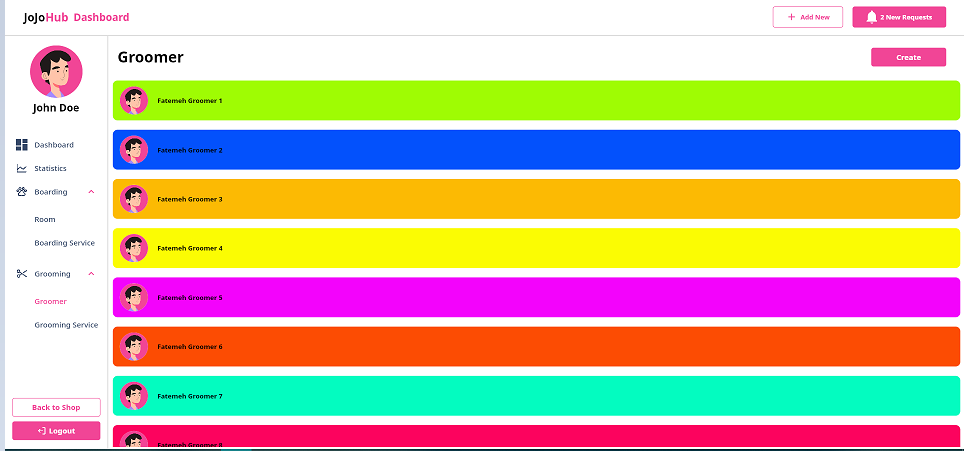 JoJoHub Dashboard
Add New
2 New Requests
John Doe
Dashboard
Statistics
Boarding
Room
Boarding Service
Grooming
Groomer
Grooming Service
Back to Shop
Logout
Groomer
Create
Fatemeh Groomer 1
Fatemeh Groomer 2
Fatemeh Groomer 3
Fatemeh Groomer 4
Fatemeh Groomer 5
Fatemeh Groomer 6
Fatemeh Groomer 7
Fatemeh Groomer 8